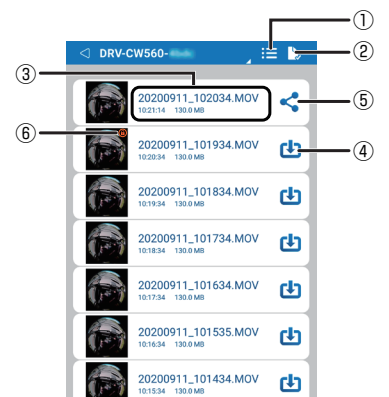 ①
②
DRV-CW560-
③
20200911_102034.MOV
10:21:14 130.0 MB
⑤
⑥
20200911_101934.MOV
10:20:34 130.0 MB
④
20200911_101834.MOV
10:19:34 130.0 MB
20200911_101734.MOV
10:18:34 130.0 MB
20200911_101634.MOV
10:17:34 130.0 MB
20200911_101535.MOV
10:16:34 130.0 MB
20200911_101434.MOV
10:15:34 130.0 MB